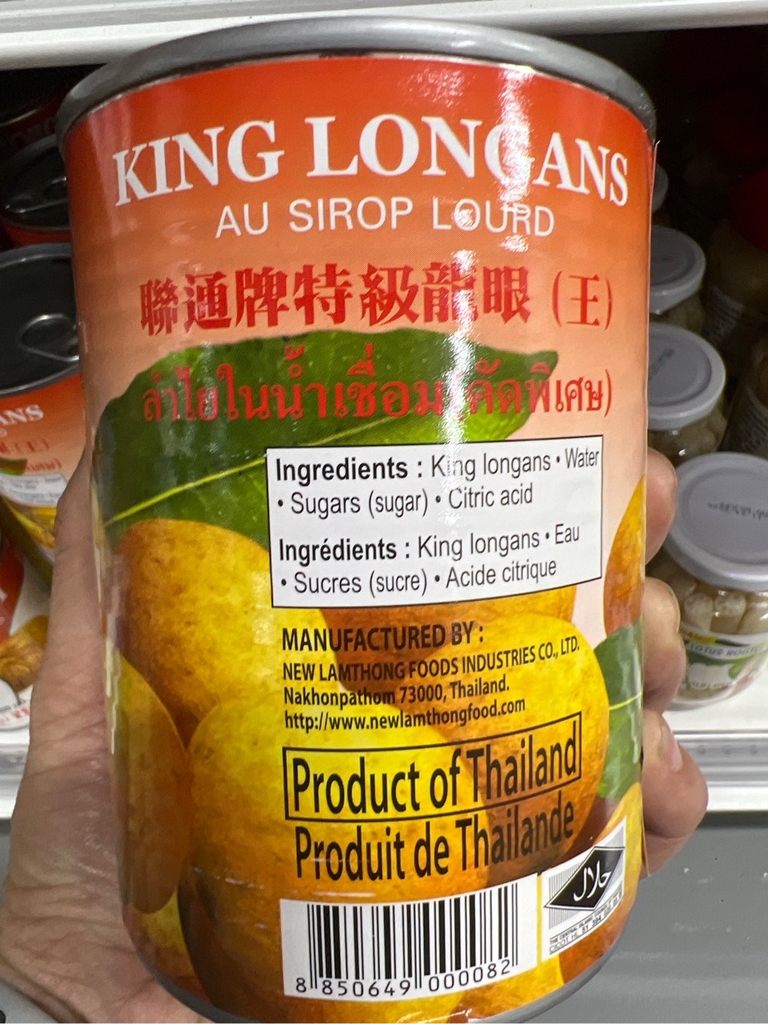 KING LONGANS
AU SIROP LOURD
聯通牌特級龍眼 (王)
ลำไยในน้ำเชื่อม(คัดพิเศษ)
Ingredients : King longans • Water
• Sugars (sugar) • Citric acid
Ingrédients : King longans • Eau
• Sucres (sucre) • Acide citrique
MANUFACTURED BY :
NEW LAMTHONG FOODS INDUSTRIES CO., LTD.
Nakhonpathom 73000, Thailand.
http://www.newlamthongfood.com
Product of Thailand
Produit de Thailande
حلال
8 850649 000082